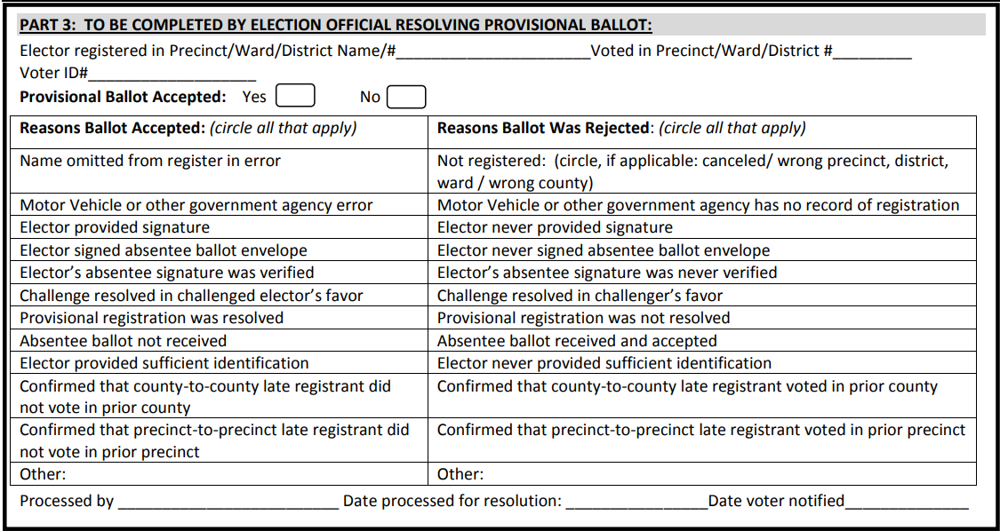 PART 3: TO BE COMPLETED BY ELECTION OFFICIAL RESOLVING PROVISIONAL BALLOT:
Elector registered in Precinct/Ward/District Name/#______________________Voted in Precinct/Ward/District #_________
Voter ID#___________________
Provisional Ballot Accepted: Yes No
Reasons Ballot Accepted: (circle all that apply) Reasons Ballot Was Rejected: (circle all that apply)
Name omitted from register in error Not registered: (circle, if applicable: canceled/ wrong precinct, district,
ward / wrong county)
Motor Vehicle or other government agency error Motor Vehicle or other government agency has no record of registration
Elector provided signature Elector never provided signature
Elector signed absentee ballot envelope Elector never signed absentee ballot envelope
Elector's absentee signature was verified Elector's absentee signature was never verified
Challenge resolved in challenged elector's favor Challenge resolved in challenger's favor
Provisional registration was resolved Provisional registration was not resolved
Absentee ballot not received Absentee ballot received and accepted
Elector provided sufficient identification Elector never provided sufficient identification
Confirmed that county-to-county late registrant did Confirmed that county-to-county late registrant voted in prior county
not vote in prior county
Confirmed that precinct-to-precinct late registrant did Confirmed that precinct-to-precinct late registrant voted in prior precinct
not vote in prior precinct
Other: Other:
Processed by _________________________ Date processed for resolution: ________________Date voter notified______________